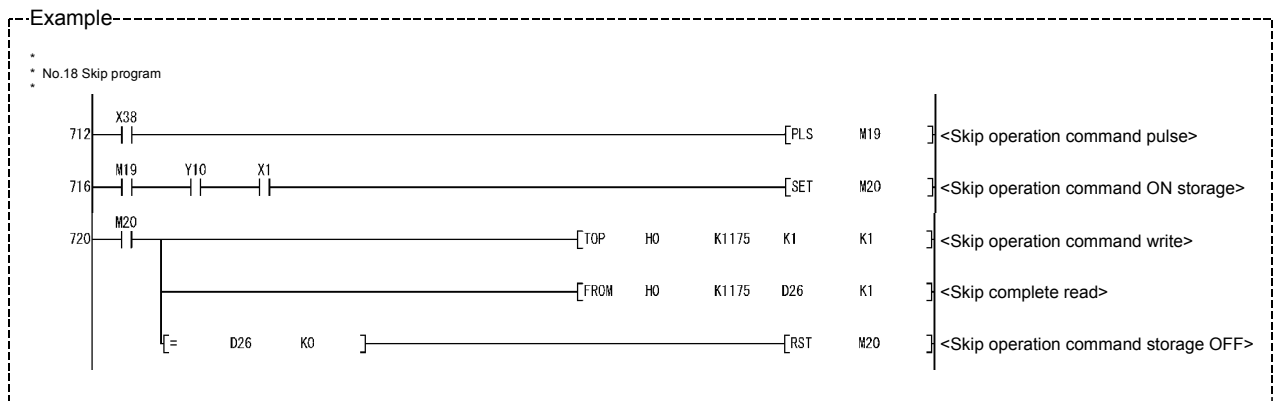 Example
*
* No.18 Skip program
*
X38
712 [PLS M19 ] <Skip operation command pulse>
M19 Y10 X1
716 [SET M20 ] <Skip operation command ON storage>
M20
720 [TOP H0 K1175 K1 K1 ] <Skip operation command write>
[FROM H0 K1175 D26 K1 ] <Skip complete read>
[= D26 K0 ] [RST M20 ] <Skip operation command storage OFF>